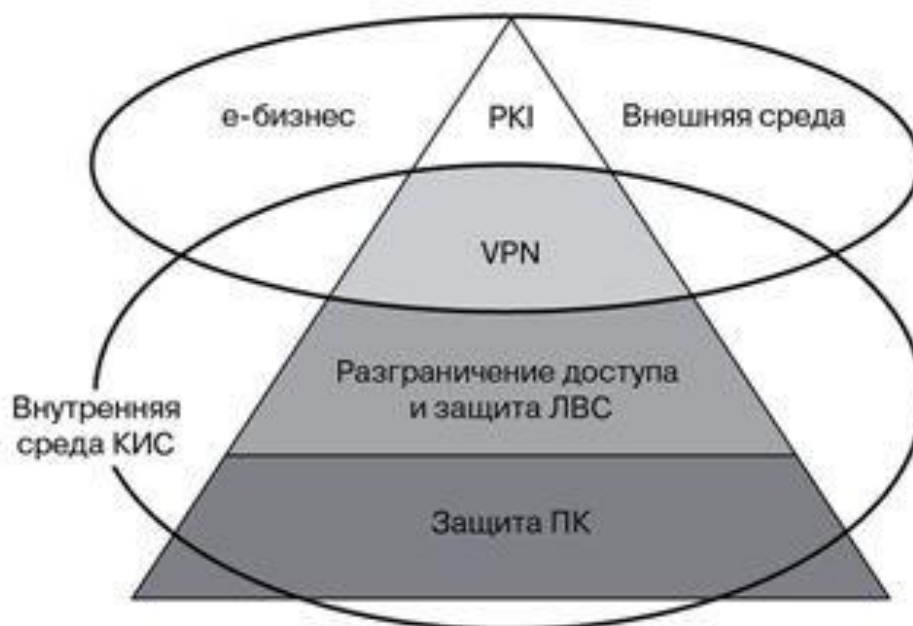 е-бизнес
PKI
Внешняя среда
VPN
Разграничение доступа
и защита ЛВС
Внутренняя
среда КИС
Защита ПК